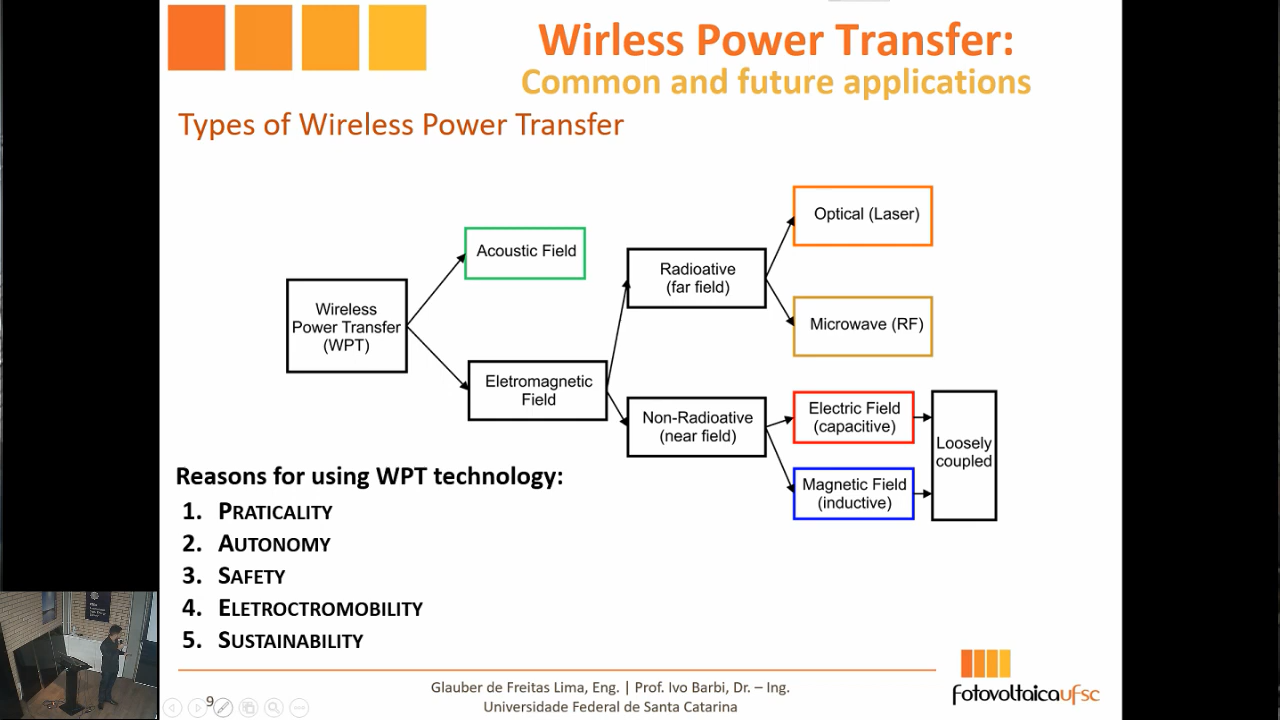 Wirless Power Transfer:
Common and future applications
Types of Wireless Power Transfer
Wireless
Power Transfer
(WPT)
Acoustic Field
Eletromagnetic
Field
Radioative
(far field)
Non-Radioative
(near field)
Optical (Laser)
Microwave (RF)
Electric Field
(capacitive)
Magnetic Field
(inductive)
Loosely
coupled
Reasons for using WPT technology:
1. PRATICALITY
2. AUTONOMY
3. SAFETY
4. ELETROCTROMOBILITY
5. SUSTAINABILITY
9
Glauber de Freitas Lima, Eng. | Prof. Ivo Barbi, Dr. – Ing.
Universidade Federal de Santa Catarina
fotovoltaicaufsc